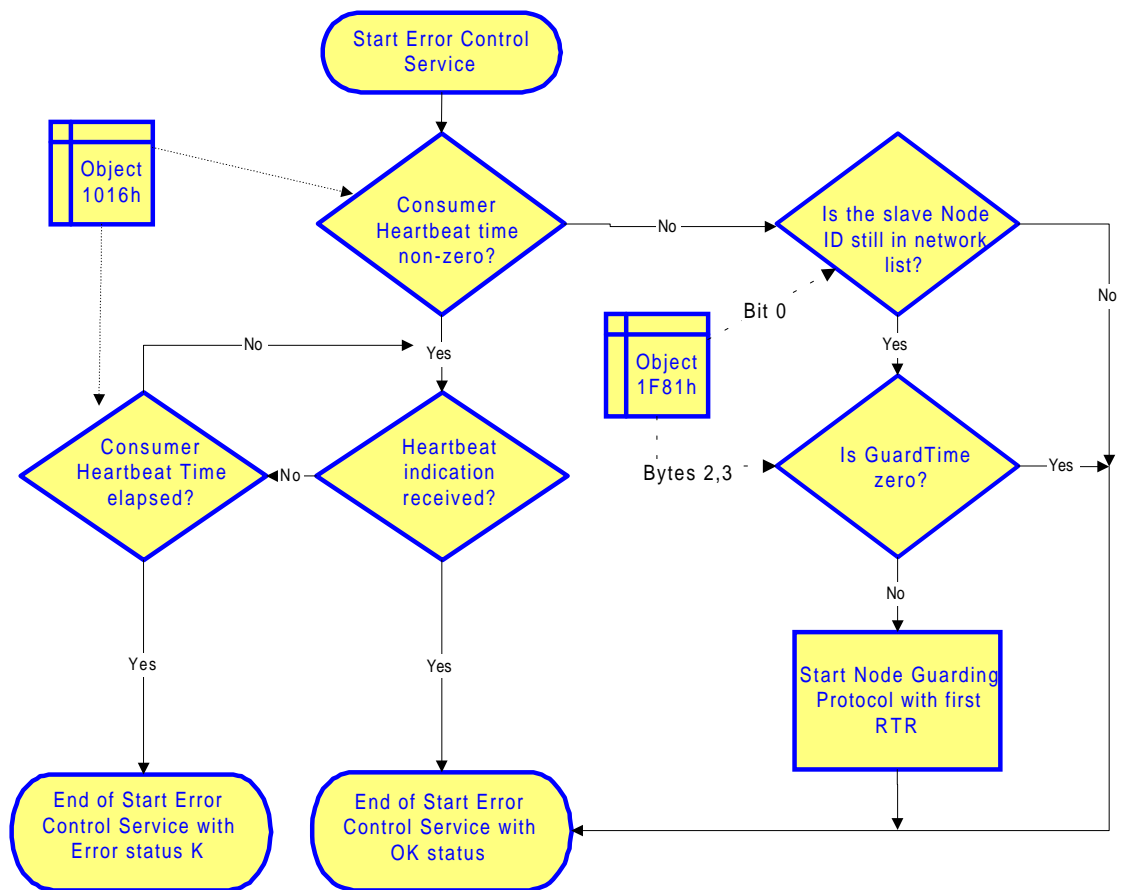 Start Error Control
Service
Object
1016h
Consumer
Heartbeat time
non-zero?
No
Is the slave Node
ID still in network
list?
No
Bit 0
Yes
No
Yes
Object
1F81h
Consumer
Heartbeat Time
elapsed?
No
Heartbeat
indication
received?
Bytes 2,3
Is GuardTime
zero?
Yes
No
Yes
Yes
Start Node Guarding
Protocol with first
RTR
End of Start Error
Control Service with
Error status K
End of Start Error
Control Service with
OK status